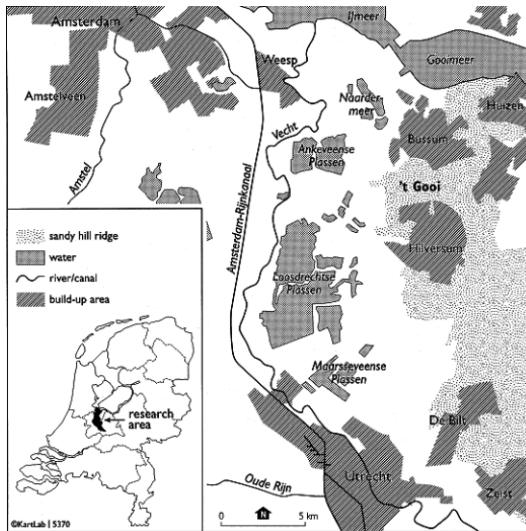 Amsterdam
IJmeer
Weesp
Gooimeer
Amstelveen
Naarder-
meer
Huizen
Bussum
Vecht
Ankeveense
Plassen
Amstel
't Gooi
Amsterdam-Rijnkanaal
Hilversum
Loosdrechtse
Plassen
Maarsseveense
Plassen
De Bilt
Utrecht
Zeist
Oude Rijn
sandy hill ridge
water
river/canal
build-up area
research
area
©KartLab | 5370
0 N 5 km